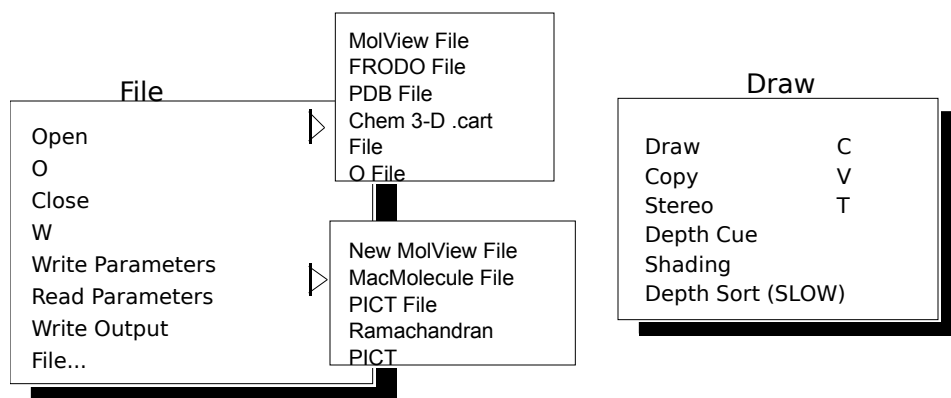 File
Open
O
Close
W
Write Parameters
Read Parameters
Write Output
File...
MolView File
FRODO File
PDB File
Chem 3-D .cart
File
O File
New MolView File
MacMolecule File
PICT File
Ramachandran
PICT
Draw
Draw C
Copy V
Stereo T
Depth Cue
Shading
Depth Sort (SLOW)